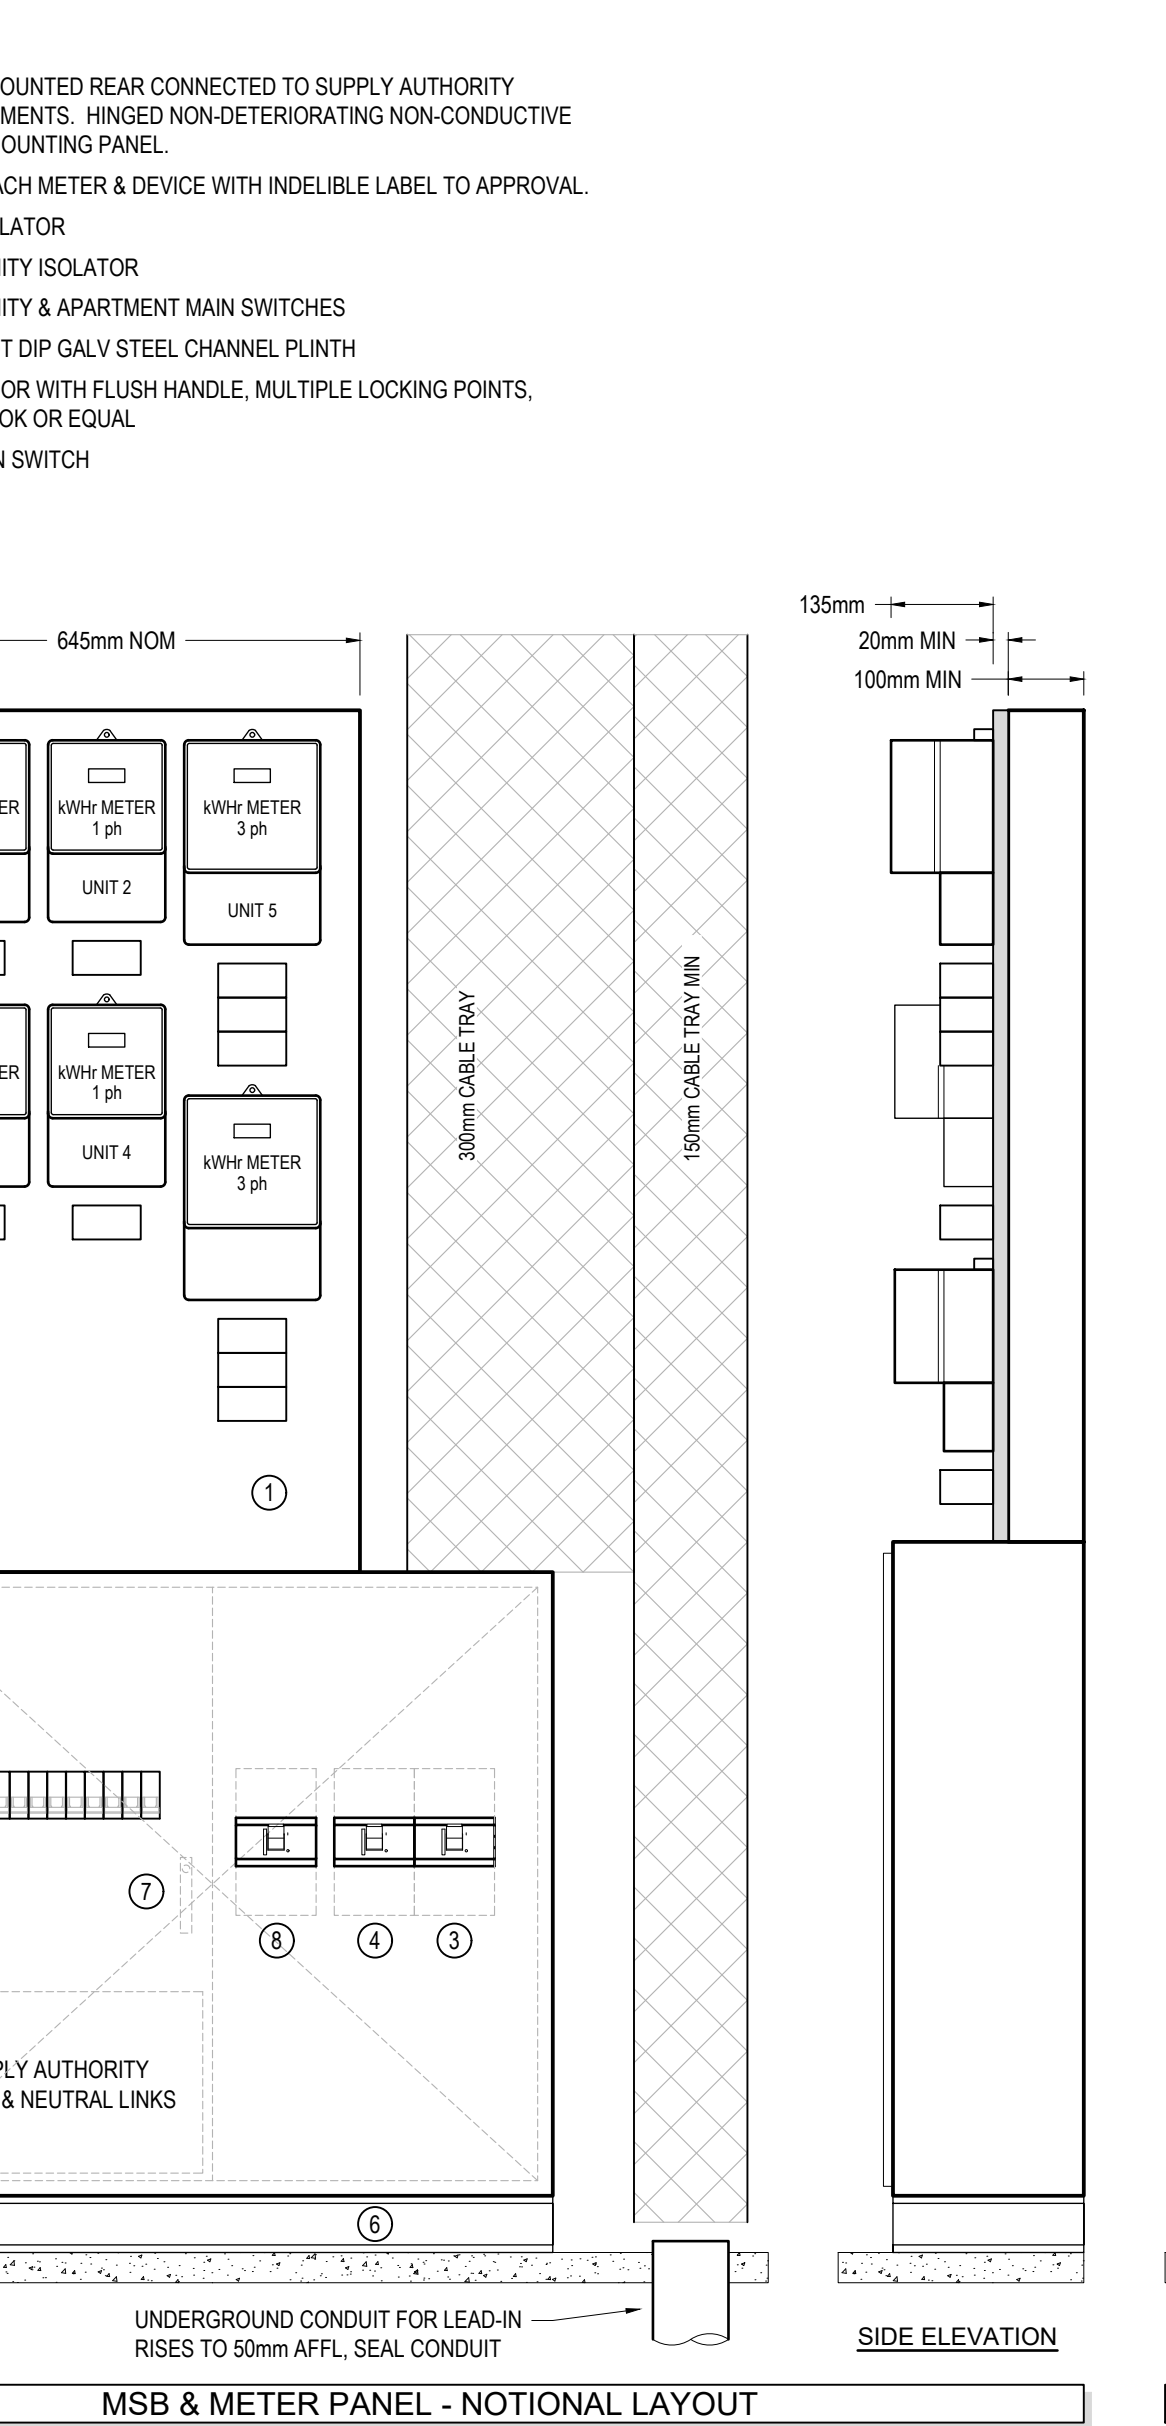 OUNTED REAR CONNECTED TO SUPPLY AUTHORITY
MENTS. HINGED NON-DETERIORATING NON-CONDUCTIVE
OUNTING PANEL.
ACH METER & DEVICE WITH INDELIBLE LABEL TO APPROVAL.
LATOR
ITY ISOLATOR
ITY & APARTMENT MAIN SWITCHES
T DIP GALV STEEL CHANNEL PLINTH
OR WITH FLUSH HANDLE, MULTIPLE LOCKING POINTS,
OK OR EQUAL
N SWITCH
135mm
645mm NOM
20mm MIN
100mm MIN
ER
kWHr METER
1 ph
UNIT 2
kWHr METER
3 ph
UNIT 5
ER
kWHr METER
1 ph
UNIT 4
kWHr METER
3 ph
300mm CABLE TRAY
150mm CABLE TRAY MIN
1
7
8
4
3
PLY AUTHORITY
& NEUTRAL LINKS
6
UNDERGROUND CONDUIT FOR LEAD-IN
RISES TO 50mm AFFL, SEAL CONDUIT
SIDE ELEVATION
MSB & METER PANEL - NOTIONAL LAYOUT